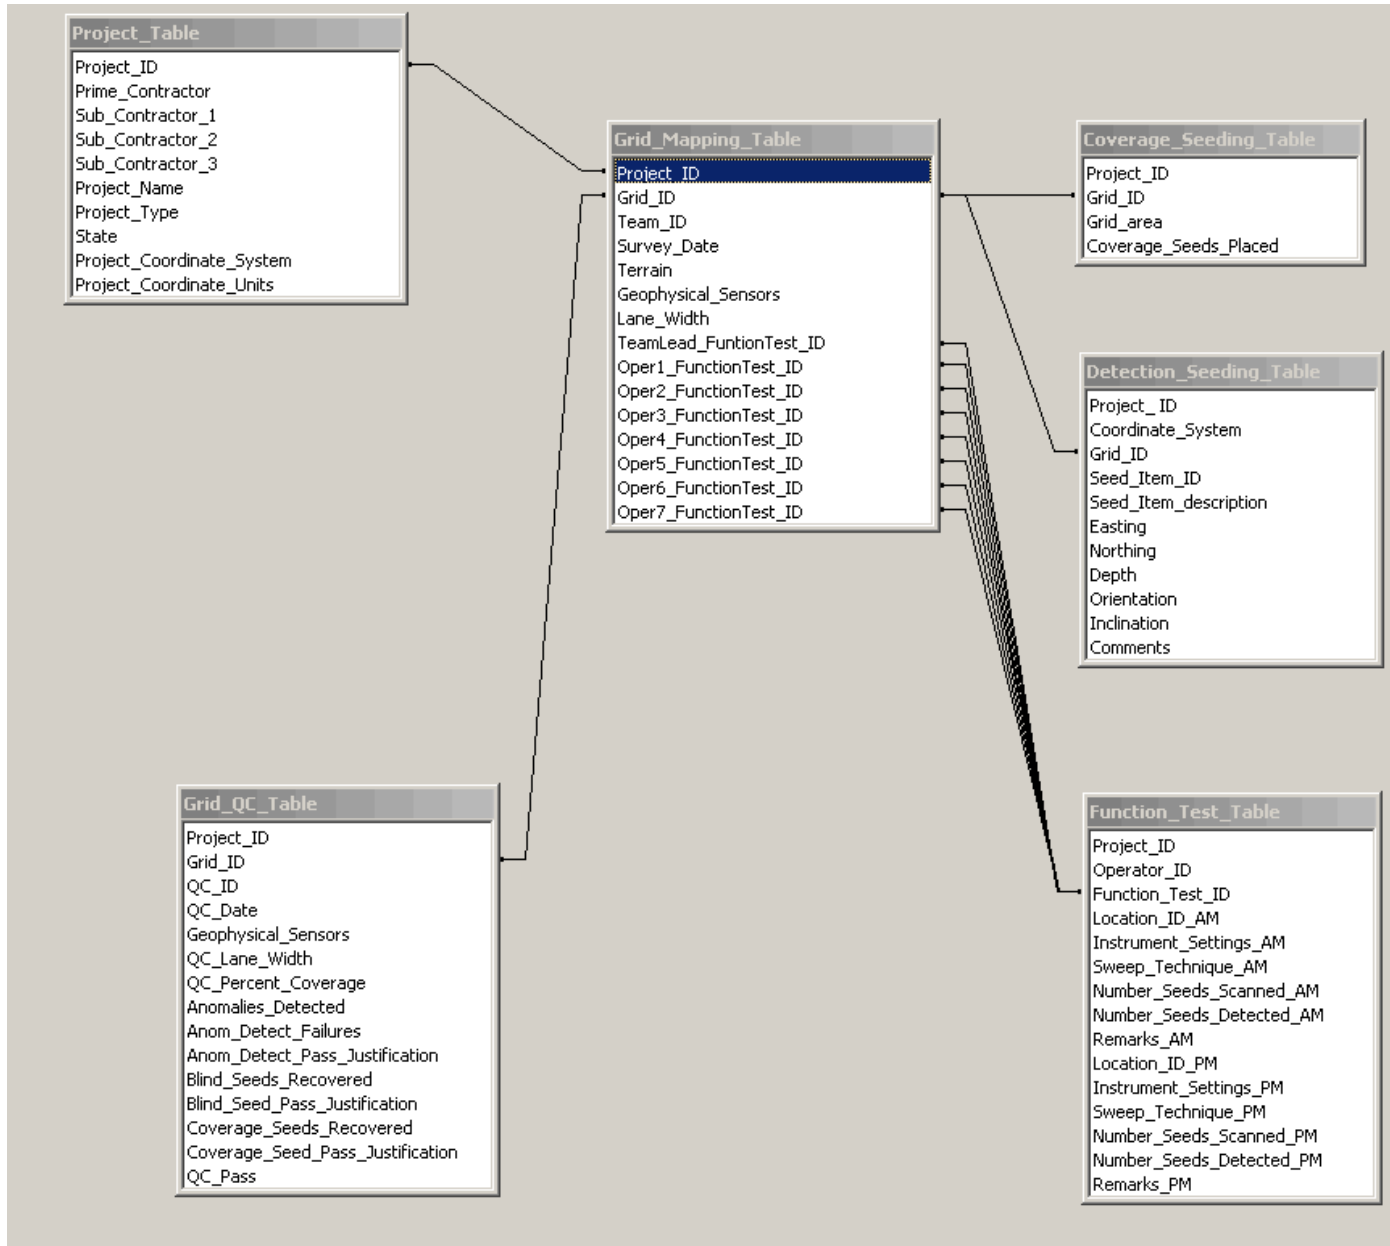 Project_Table
Project_ID
Prime_Contractor
Sub_Contractor_1
Sub_Contractor_2
Sub_Contractor_3
Project_Name
Project_Type
State
Project_Coordinate_System
Project_Coordinate_Units
Grid_Mapping_Table
Project_ID
Grid_ID
Team_ID
Survey_Date
Terrain
Geophysical_Sensors
Lane_Width
TeamLead_FuntionTest_ID
Oper1_FunctionTest_ID
Oper2_FunctionTest_ID
Oper3_FunctionTest_ID
Oper4_FunctionTest_ID
Oper5_FunctionTest_ID
Oper6_FunctionTest_ID
Oper7_FunctionTest_ID
Coverage_Seeding_Table
Project_ID
Grid_ID
Grid_area
Coverage_Seeds_Placed
Detection_Seeding_Table
Project_ ID
Coordinate_System
Grid_ID
Seed_Item_ID
Seed_Item_description
Easting
Northing
Depth
Orientation
Inclination
Comments
Grid_QC_Table
Project_ID
Grid_ID
QC_ID
QC_Date
Geophysical_Sensors
QC_Lane_Width
QC_Percent_Coverage
Anomalies_Detected
Anom_Detect_Failures
Anom_Detect_Pass_Justification
Blind_Seeds_Recovered
Blind_Seed_Pass_Justification
Coverage_Seeds_Recovered
Coverage_Seed_Pass_Justification
QC_Pass
Function_Test_Table
Project_ID
Operator_ID
Function_Test_ID
Location_ID_AM
Instrument_Settings_AM
Sweep_Technique_AM
Number_Seeds_Scanned_AM
Number_Seeds_Detected_AM
Remarks_AM
Location_ID_PM
Instrument_Settings_PM
Sweep_Technique_PM
Number_Seeds_Scanned_PM
Number_Seeds_Detected_PM
Remarks_PM